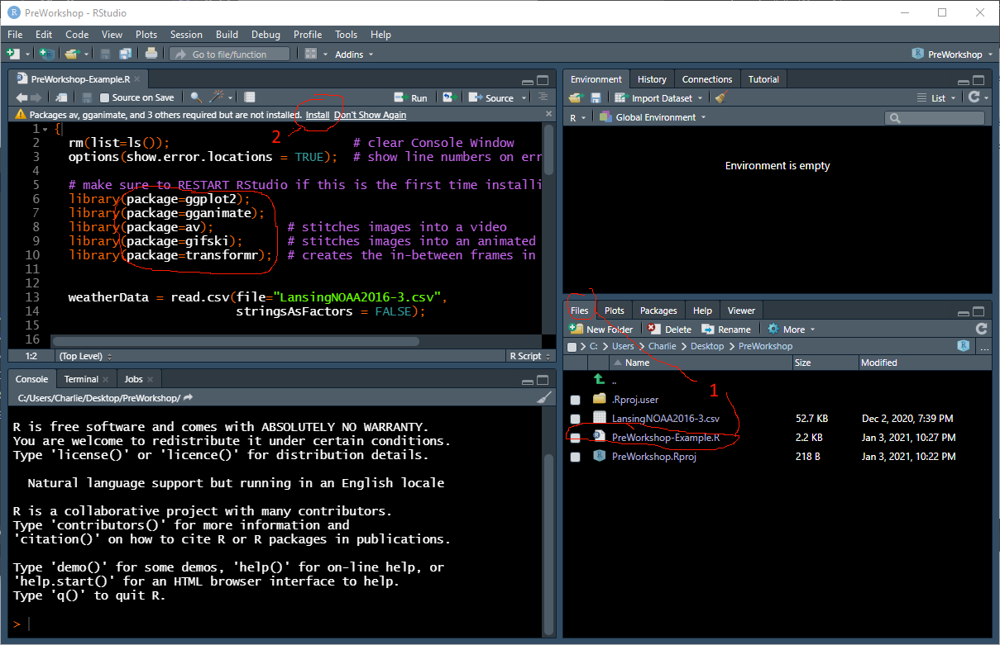 PreWorkshop - RStudio
File Edit Code View Plots Session Build Debug Profile Tools Help
Go to file/function Addins PreWorkshop
PreWorkshop-Example.R
Source on Save Run Source
Packages av, gganimate, and 3 others required but are not installed. Install Don't Show Again
2
1 {
2 rm(list=ls()); # clear Console Window
3 options(show.error.locations = TRUE); # show line numbers on err
4
5 # make sure to RESTART RStudio if this is the first time installi
6 library(package=ggplot2);
7 library(package=gganimate);
8 library(package=av); # stitches images into a video
9 library(package=gifski); # stitches images into an animated
10 library(package=transformr); # creates the in-between frames in
11
12
13 weatherData = read.csv(file="LansingNOAA2016-3.csv",
14 stringsAsFactors = FALSE);
15
16
1:2 (Top Level) R Script
Console Terminal Jobs
C:/Users/Charlie/Desktop/PreWorkshop/
R is free software and comes with ABSOLUTELY NO WARRANTY.
You are welcome to redistribute it under certain conditions.
Type 'license()' or 'licence()' for distribution details.
Natural language support but running in an English locale
R is a collaborative project with many contributors.
Type 'contributors()' for more information and
'citation()' on how to cite R or R packages in publications.
Type 'demo()' for some demos, 'help()' for on-line help, or
'help.start()' for an HTML browser interface to help.
Type 'q()' to quit R.
>
Environment History Connections Tutorial
Import Dataset List
R Global Environment
Environment is empty
Files Plots Packages Help Viewer
New Folder Delete Rename More
C: Users Charlie Desktop PreWorkshop ...
Name Size Modified
..
1
.Rproj.user
LansingNOAA2016-3.csv 52.7 KB Dec 2, 2020, 7:39 PM
PreWorkshop-Example.R 2.2 KB Jan 3, 2021, 10:27 PM
PreWorkshop.Rproj 218 B Jan 3, 2021, 10:22 PM